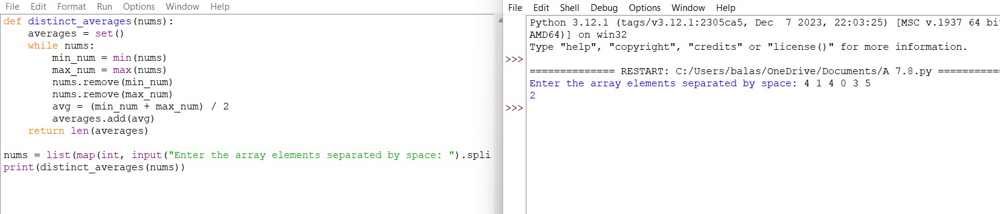 File Edit Format Run Options Window Help
def distinct_averages(nums):
    averages = set()
    while nums:
        min_num = min(nums)
        max_num = max(nums)
        nums.remove(min_num)
        nums.remove(max_num)
        avg = (min_num + max_num) / 2
        averages.add(avg)
    return len(averages)
nums = list(map(int, input("Enter the array elements separated by space: ").spli
print(distinct_averages(nums))
File Edit Shell Debug Options Window Help
Python 3.12.1 (tags/v3.12.1:2305ca5, Dec  7 2023, 22:03:25) [MSC v.1937 64 bi
AMD64)] on win32
Type "help", "copyright", "credits" or "license()" for more information.
>>>
============== RESTART: C:/Users/balas/OneDrive/Documents/A 7.8.py ===========
Enter the array elements separated by space: 4 1 4 0 3 5
2
>>>